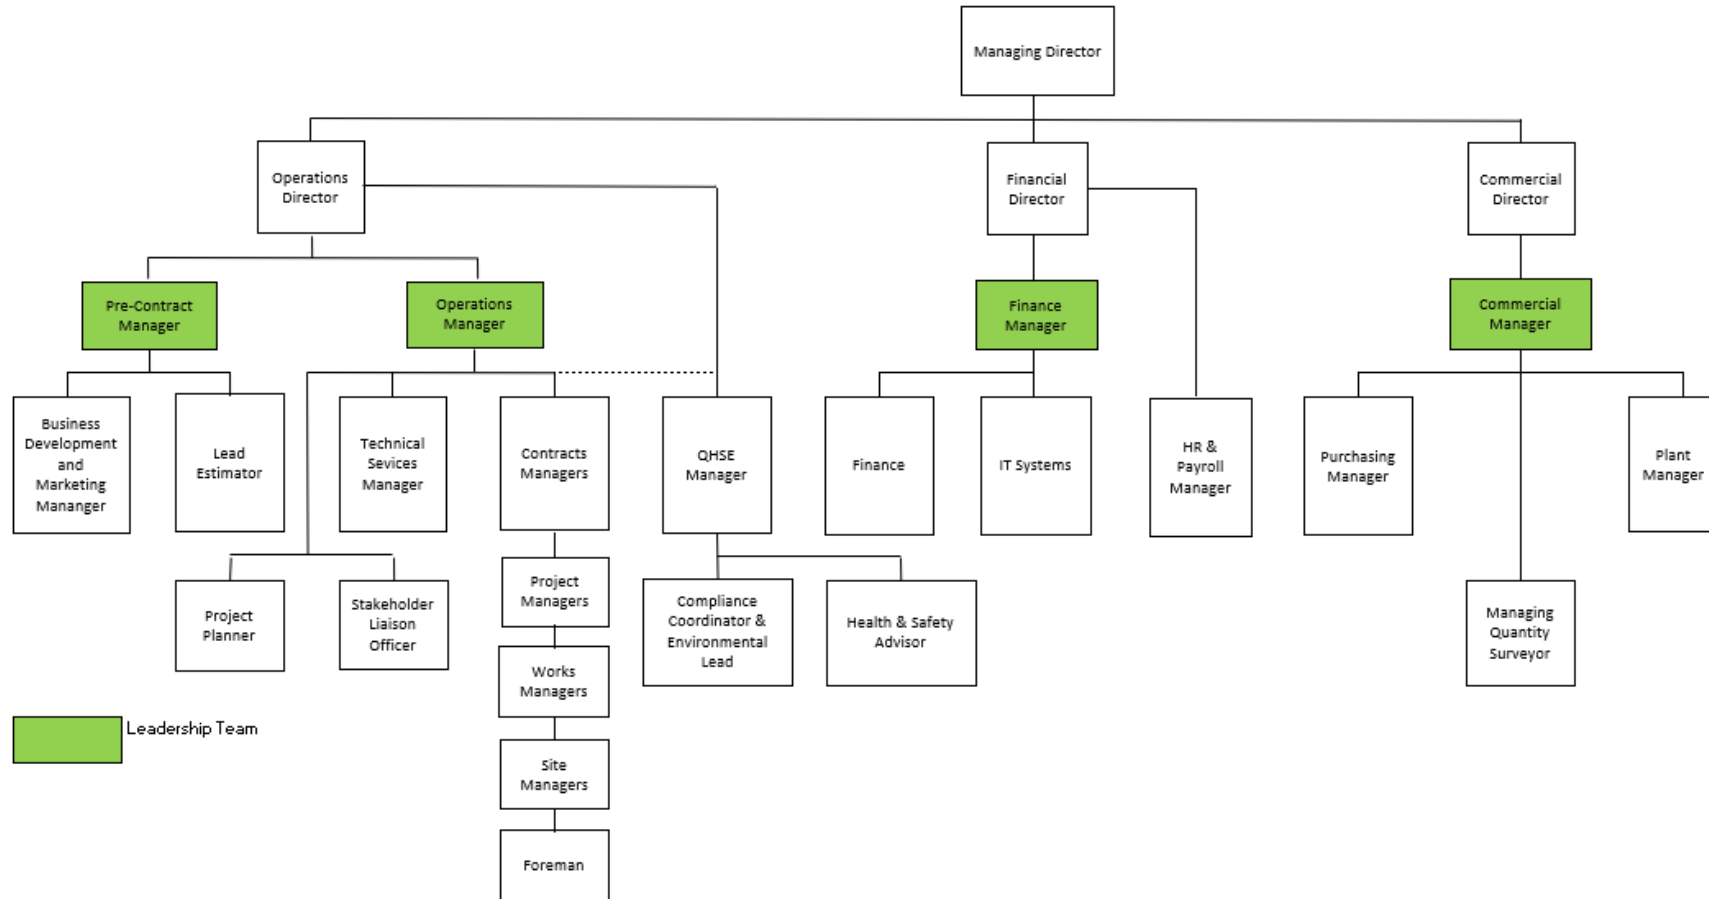 Managing Director
Operations
Director
Financial
Director
Commercial
Director
Pre-Contract
Manager
Operations
Manager
Finance
Manager
Commercial
Manager
Business
Development
and
Marketing
Mananger
Lead
Estimator
Technical
Sevices
Manager
Contracts
Managers
QHSE
Manager
Finance
IT Systems
HR &
Payroll
Manager
Purchasing
Manager
Plant
Manager
Project
Planner
Stakeholder
Liaison
Officer
Project
Managers
Compliance
Coordinator &
Environmental
Lead
Health & Safety
Advisor
Managing
Quantity
Surveyor
Works
Managers
Leadership Team
Site
Managers
Foreman